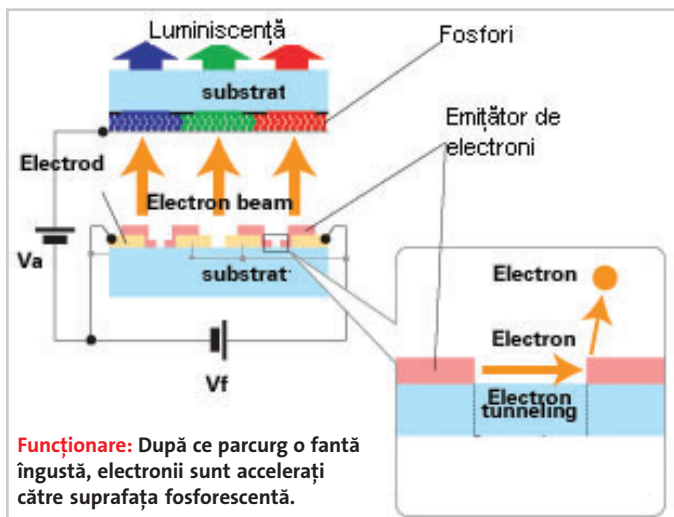 Luminiscență
Fosfori
substrat
Emițător de
electroni
Electrod
Electron beam
Va
substrat
Vf
Electron
Electron
Electron
tunneling
Funcționare: După ce parcurg o fantă
îngustă, electronii sunt accelerați
către suprafața fosforescentă.